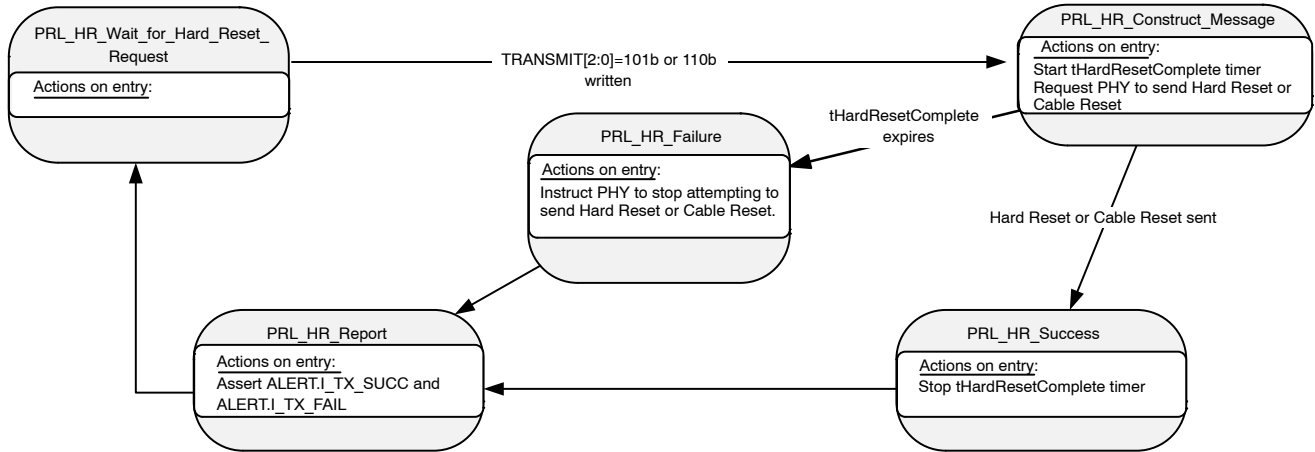 PRL_HR_Wait_for_Hard_Reset_
Request
Actions on entry:
TRANSMIT[2:0]=101b or 110b
written
PRL_HR_Construct_Message
Actions on entry:
Start tHardResetComplete timer
Request PHY to send Hard Reset or
Cable Reset
tHardResetComplete
expires
PRL_HR_Failure
Actions on entry:
Instruct PHY to stop attempting to
send Hard Reset or Cable Reset.
Hard Reset or Cable Reset sent
PRL_HR_Report
Actions on entry:
Assert ALERT.I_TX_SUCC and
ALERT.I_TX_FAIL
PRL_HR_Success
Actions on entry:
Stop tHardResetComplete timer